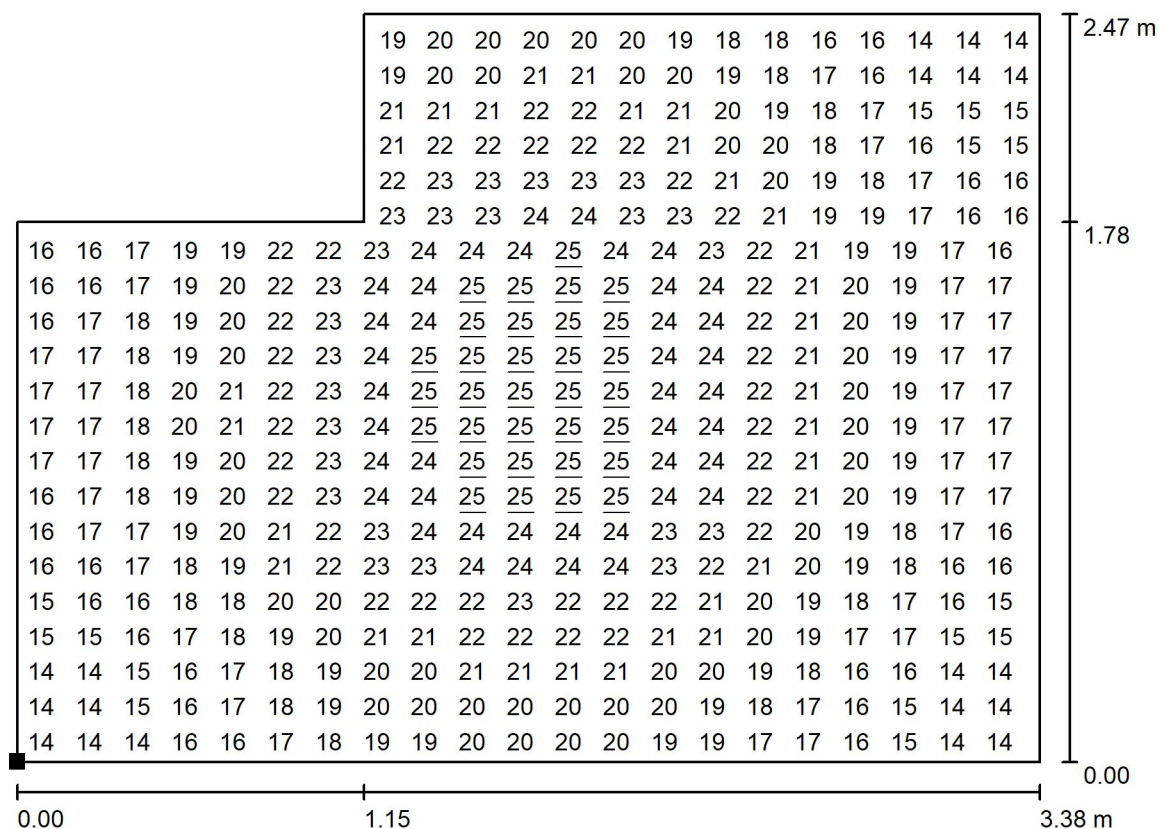 2.47 m
19 20 20 20 20 20 19 18 18 16 16 14 14 14
19 20 20 21 21 20 20 19 18 17 16 14 14 14
21 21 21 22 22 21 21 20 19 18 17 15 15 15
21 22 22 22 22 22 21 20 20 18 17 16 15 15
22 23 23 23 23 23 22 21 20 19 18 17 16 16
23 23 23 24 24 23 23 22 21 19 19 17 16 16
1.78
16 16 17 19 19 22 22 23 24 24 24 25 24 24 23 22 21 19 19 17 16
16 16 17 19 20 22 23 24 24 25 25 25 25 24 24 22 21 20 19 17 17
16 17 18 19 20 22 23 24 24 25 25 25 25 24 24 22 21 20 19 17 17
17 17 18 19 20 22 23 24 25 25 25 25 25 24 24 22 21 20 19 17 17
17 17 18 20 21 22 23 24 25 25 25 25 25 24 24 22 21 20 19 17 17
17 17 18 20 21 22 23 24 25 25 25 25 25 24 24 22 21 20 19 17 17
17 17 18 19 20 22 23 24 24 25 25 25 25 24 24 22 21 20 19 17 17
16 17 18 19 20 22 23 24 24 25 25 25 25 24 24 22 21 20 19 17 17
16 17 17 19 20 21 22 23 24 24 24 24 24 23 23 22 20 19 18 17 16
16 16 17 18 19 21 22 23 23 24 24 24 24 23 22 21 20 19 18 16 16
15 16 16 18 18 20 20 22 22 22 23 22 22 22 21 20 19 18 17 16 15
15 15 16 17 18 19 20 21 21 22 22 22 22 21 21 20 19 17 17 15 15
14 14 15 16 17 18 19 20 20 21 21 21 21 20 20 19 18 16 16 14 14
14 14 15 16 17 18 19 20 20 20 20 20 20 20 19 18 17 16 15 14 14
14 14 14 16 16 17 18 19 19 20 20 20 20 19 19 17 17 16 15 14 14
0.00
0.00 1.15 3.38 m